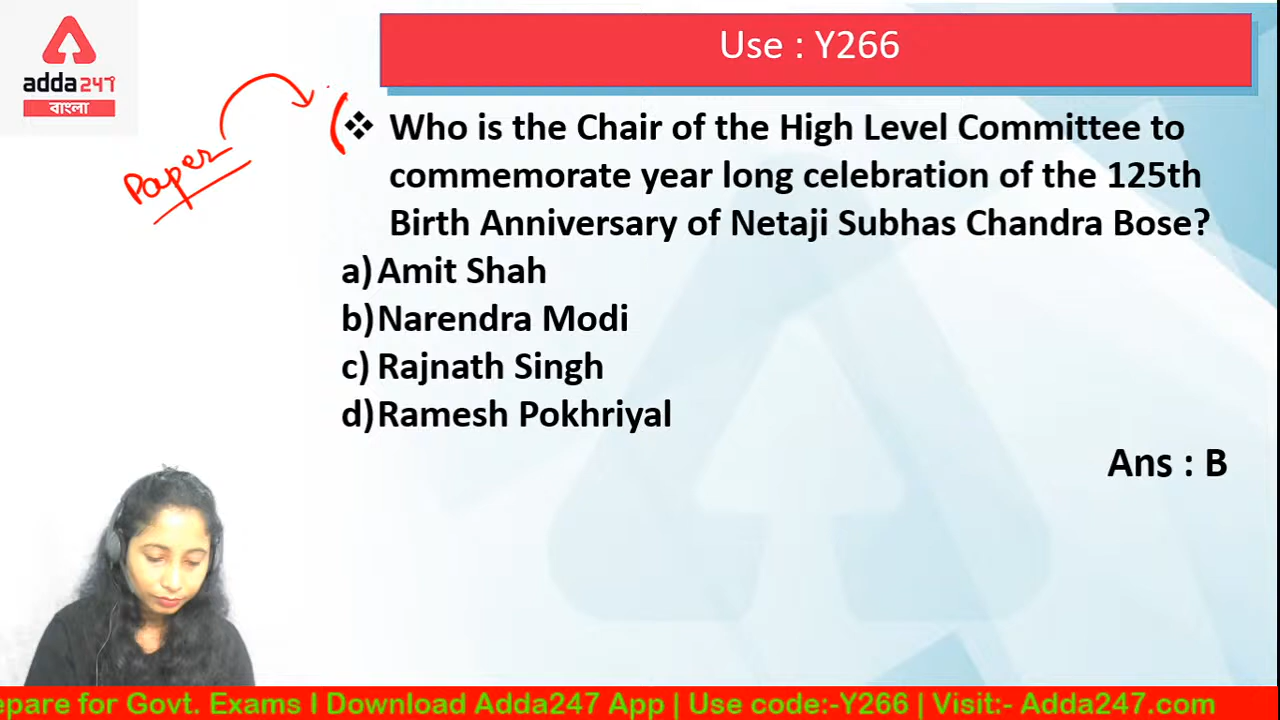 adda247
বাংলা
Use : Y266
Paper
❖ Who is the Chair of the High Level Committee to
commemorate year long celebration of the 125th
Birth Anniversary of Netaji Subhas Chandra Bose?
a) Amit Shah
b) Narendra Modi
c) Rajnath Singh
d) Ramesh Pokhriyal
Ans : B
epare for Govt. Exams I Download Adda247 App | Use code:-Y266 | Visit:- Adda247.com